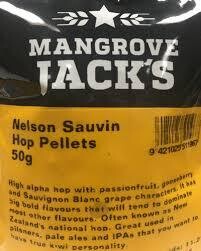 MANGROVE
JACK'S
Nelson Sauvin
Hop Pellets
50g
High alpha hop with passionfruit, gooseberry
and Sauvignon Blanc grape characters, it has
big bold flavours that will tend to dominate
most other flavours. Often known as New
Zealand's national hop. Great used in
pilsners, pale ales and IPAs that you want to
have true kiwi personality.